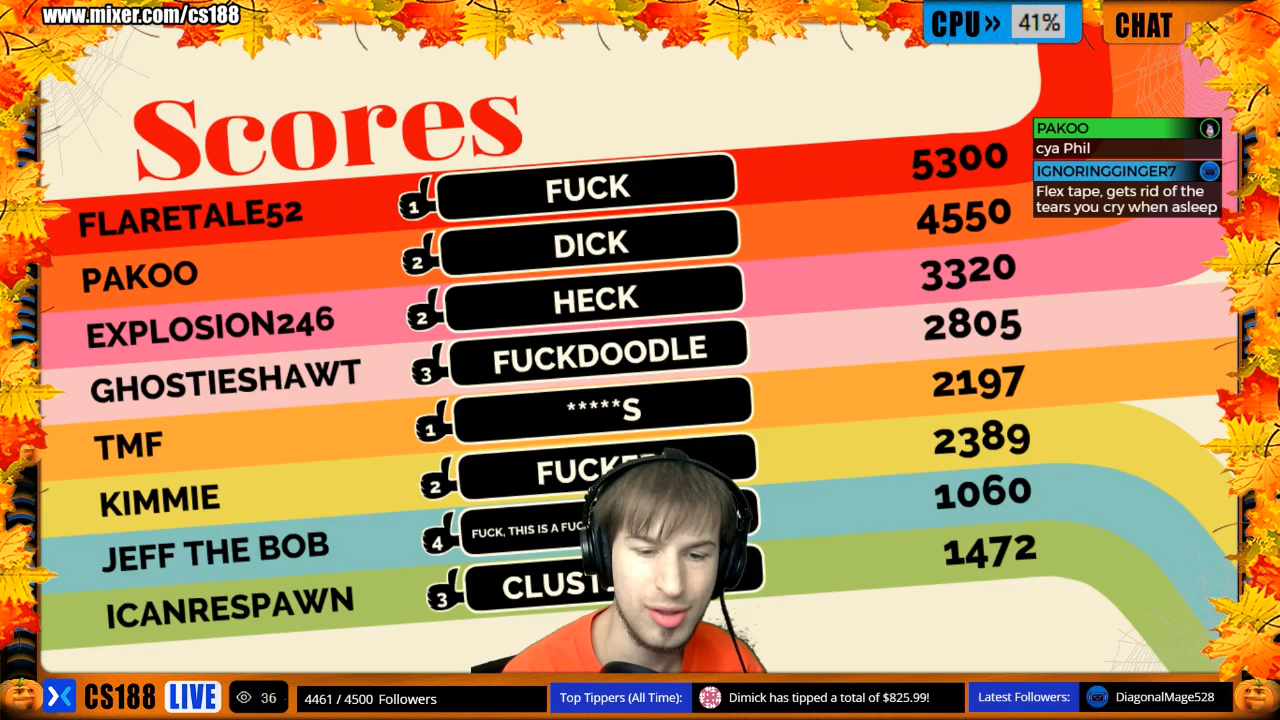 www.mixer.com/cs188
CPU» 41%
CHAT
Scores
PAKOO
cya Phil
IGNORINGGINGER7
Flex tape, gets rid of the
tears you cry when asleep
FLARETALE52 1 FUCK 5300
PAKOO 2 DICK 4550
EXPLOSION246 2 HECK 3320
GHOSTIESHAWT 3 FUCKDOODLE 2805
TMF 1 *****S 2197
KIMMIE 2 2389
JEFF THE BOB 4 FUCK, THIS IS A 1060
ICANRESPAWN 3 1472
CS188 LIVE 36 4461 / 4500 Followers Top Tippers (All Time): Dimick has tipped a total of $825.99! Latest Followers: DiagonalMage528